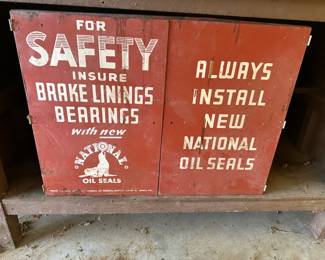 FOR
SAFETY
INSURE
BRAKE LININGS
BEARINGS
with new
NATIONAL
OIL SEALS
ALWAYS
INSTALL
NEW
NATIONAL
OIL SEALS